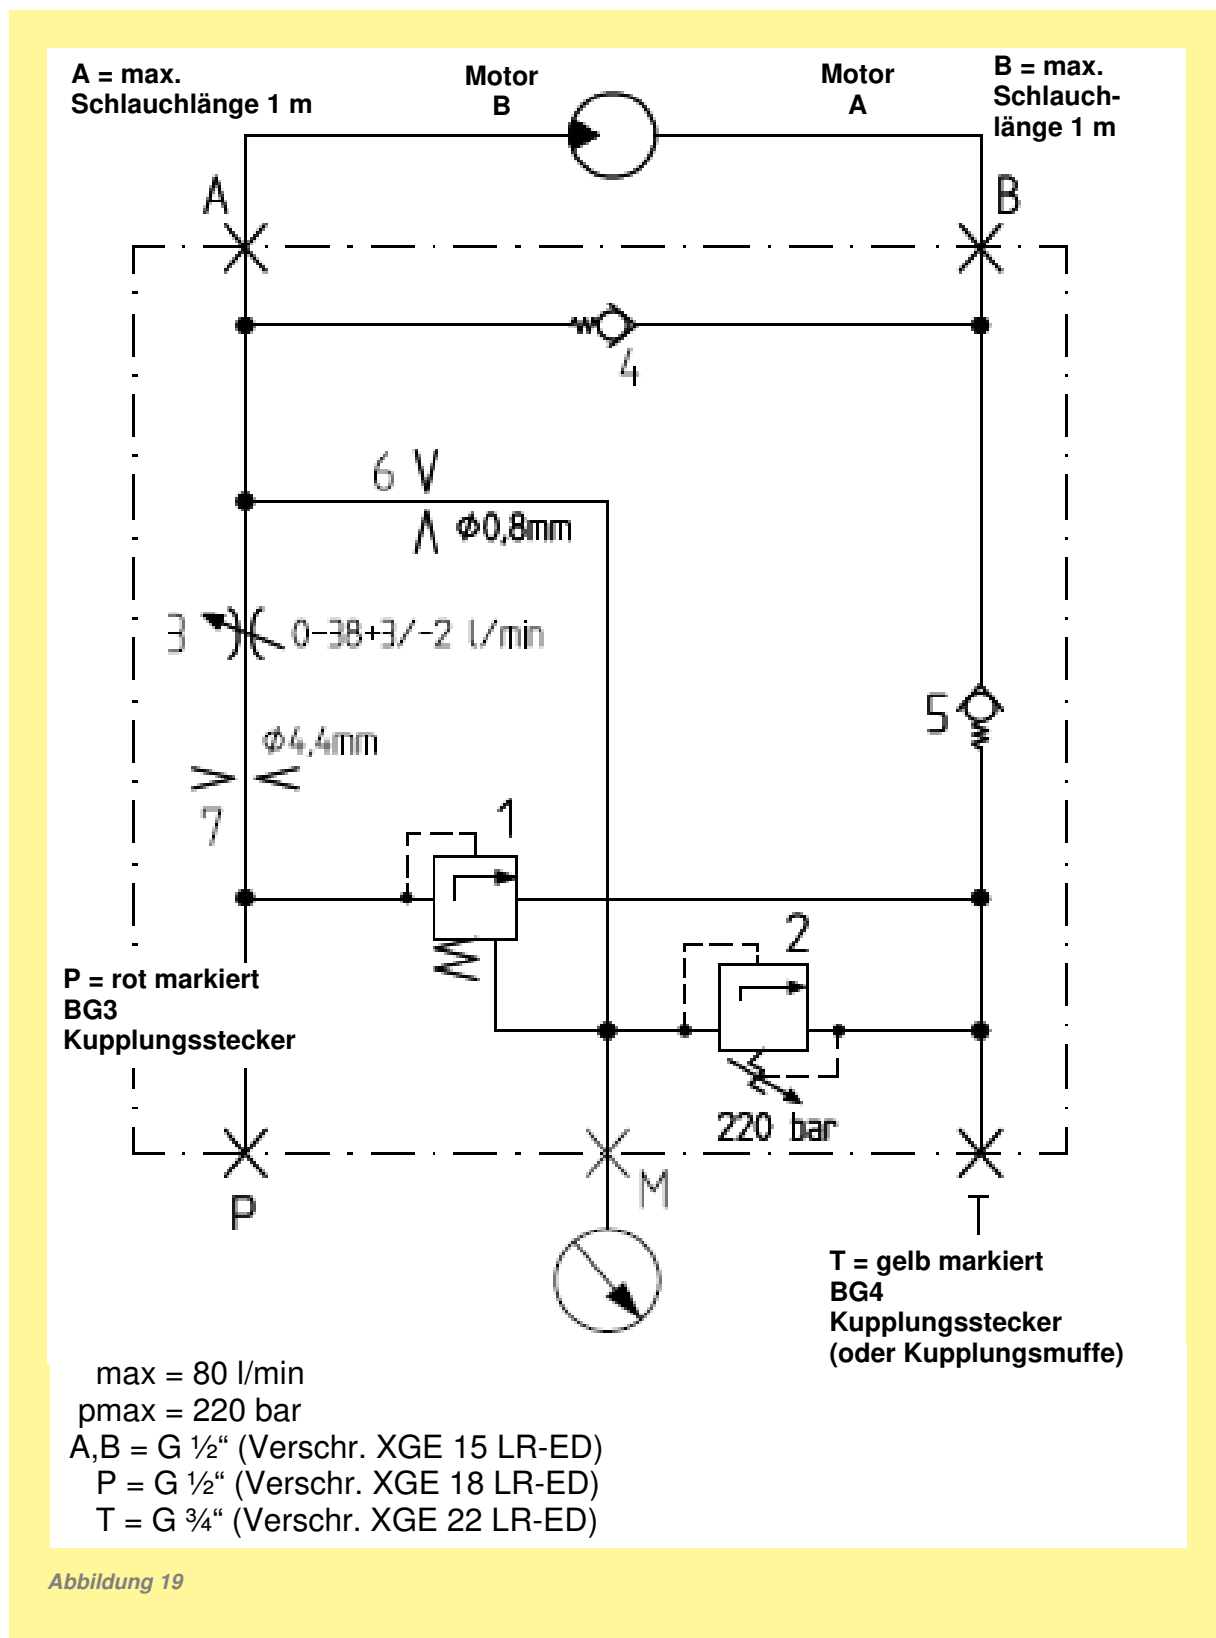 A = max.
Schlauchlänge 1 m
Motor
B
Motor
A
B = max.
Schlauch-
länge 1 m
A
B
4
6
ϕ0,8mm
3
0-38+3/-2 l/min
ϕ4,4mm
7
5
1
2
P = rot markiert
BG3
Kupplungsstecker
220 bar
P
M
T
T = gelb markiert
BG4
Kupplungsstecker
(oder Kupplungsmuffe)
max = 80 l/min
pmax = 220 bar
A,B = G ½“ (Verschr. XGE 15 LR-ED)
P = G ½“ (Verschr. XGE 18 LR-ED)
T = G ¾“ (Verschr. XGE 22 LR-ED)
Abbildung 19